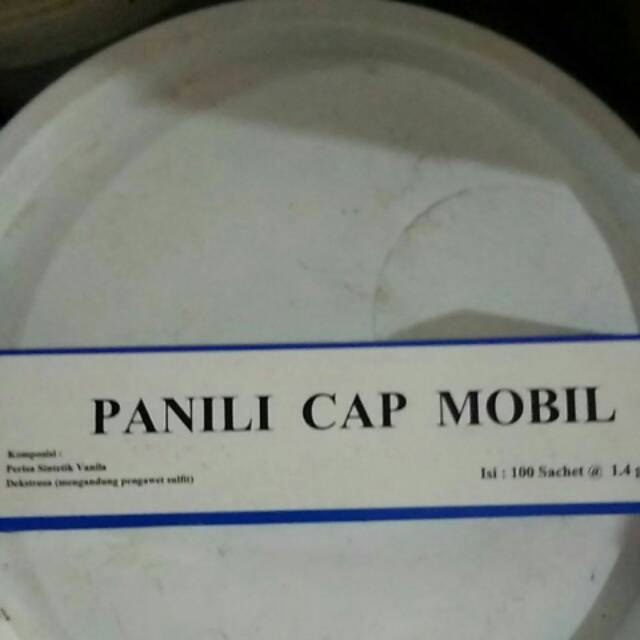 PANILI CAP MOBIL
Komposisi :
Perisa Sintetik Vanila
Dekstrosa (mengandung pengawet sulfit)
Isi : 100 Sachet @ 1.4 g